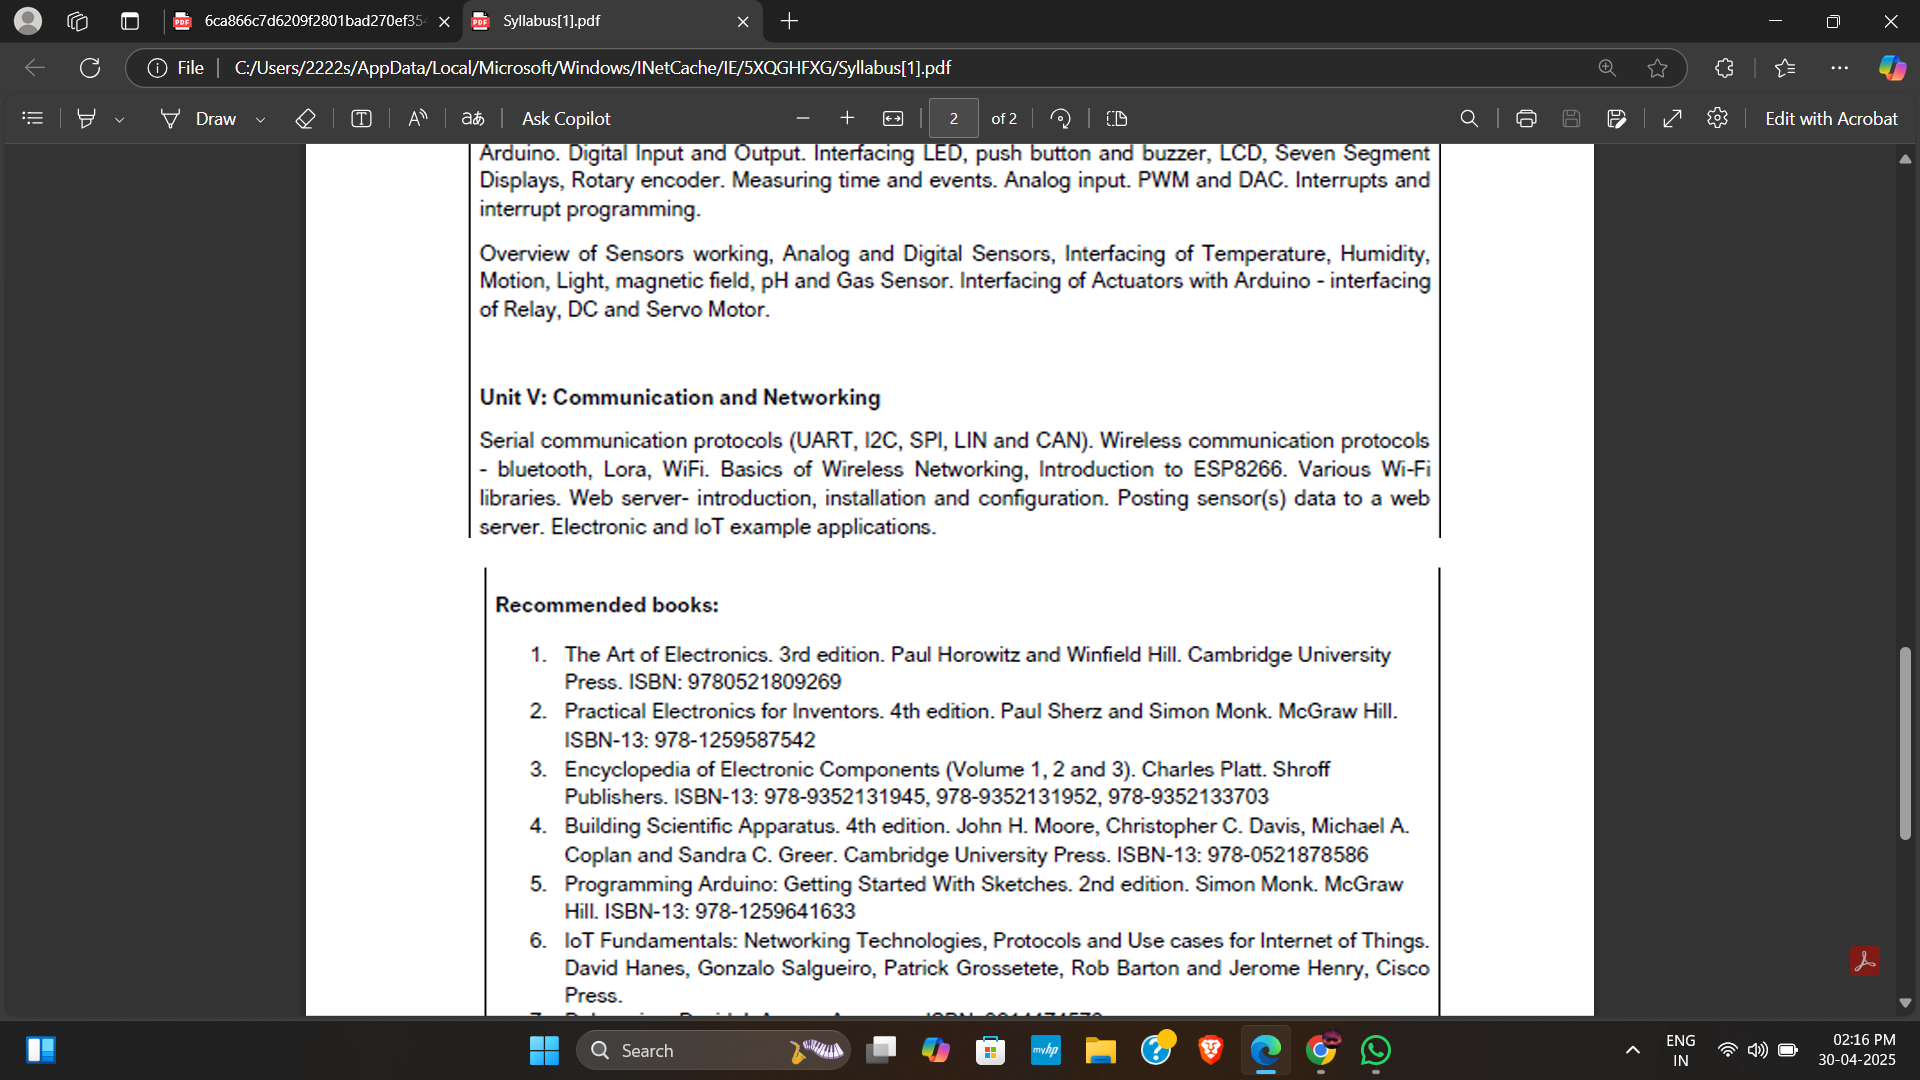 6ca866c7d6209f2801bad270ef35
Syllabus[1].pdf
File
C:/Users/2222s/AppData/Local/Microsoft/Windows/INetCache/IE/5XQGHFXG/Syllabus[1].pdf
Draw
Ask Copilot
2 of 2
Edit with Acrobat
Arduino. Digital Input and Output. Interfacing LED, push button and buzzer, LCD, Seven Segment
Displays, Rotary encoder. Measuring time and events. Analog input. PWM and DAC. Interrupts and
interrupt programming.
Overview of Sensors working, Analog and Digital Sensors, Interfacing of Temperature, Humidity,
Motion, Light, magnetic field, pH and Gas Sensor. Interfacing of Actuators with Arduino - interfacing
of Relay, DC and Servo Motor.
Unit V: Communication and Networking
Serial communication protocols (UART, I2C, SPI, LIN and CAN). Wireless communication protocols
- bluetooth, Lora, WiFi. Basics of Wireless Networking, Introduction to ESP8266. Various Wi-Fi
libraries. Web server- introduction, installation and configuration. Posting sensor(s) data to a web
server. Electronic and IoT example applications.
Recommended books:
1. The Art of Electronics. 3rd edition. Paul Horowitz and Winfield Hill. Cambridge University
Press. ISBN: 9780521809269
2. Practical Electronics for Inventors. 4th edition. Paul Sherz and Simon Monk. McGraw Hill.
ISBN-13: 978-1259587542
3. Encyclopedia of Electronic Components (Volume 1, 2 and 3). Charles Platt. Shroff
Publishers. ISBN-13: 978-9352131945, 978-9352131952, 978-9352133703
4. Building Scientific Apparatus. 4th edition. John H. Moore, Christopher C. Davis, Michael A.
Coplan and Sandra C. Greer. Cambridge University Press. ISBN-13: 978-0521878586
5. Programming Arduino: Getting Started With Sketches. 2nd edition. Simon Monk. McGraw
Hill. ISBN-13: 978-1259641633
6. IoT Fundamentals: Networking Technologies, Protocols and Use cases for Internet of Things.
David Hanes, Gonzalo Salgueiro, Patrick Grossetete, Rob Barton and Jerome Henry, Cisco
Press.
Search
myhp
ENG
IN
02:16 PM
30-04-2025